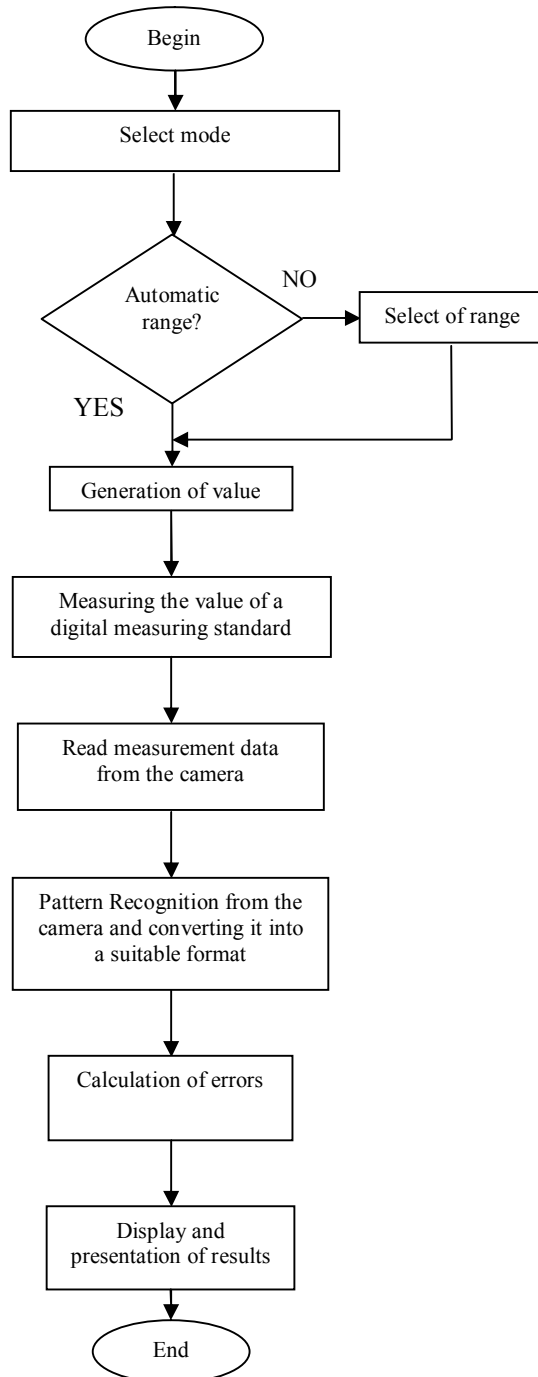 Begin
Select mode
Automatic
range?
NO
Select of range
YES
Generation of value
Measuring the value of a
digital measuring standard
Read measurement data
from the camera
Pattern Recognition from the
camera and converting it into
a suitable format
Calculation of errors
Display and
presentation of results
End